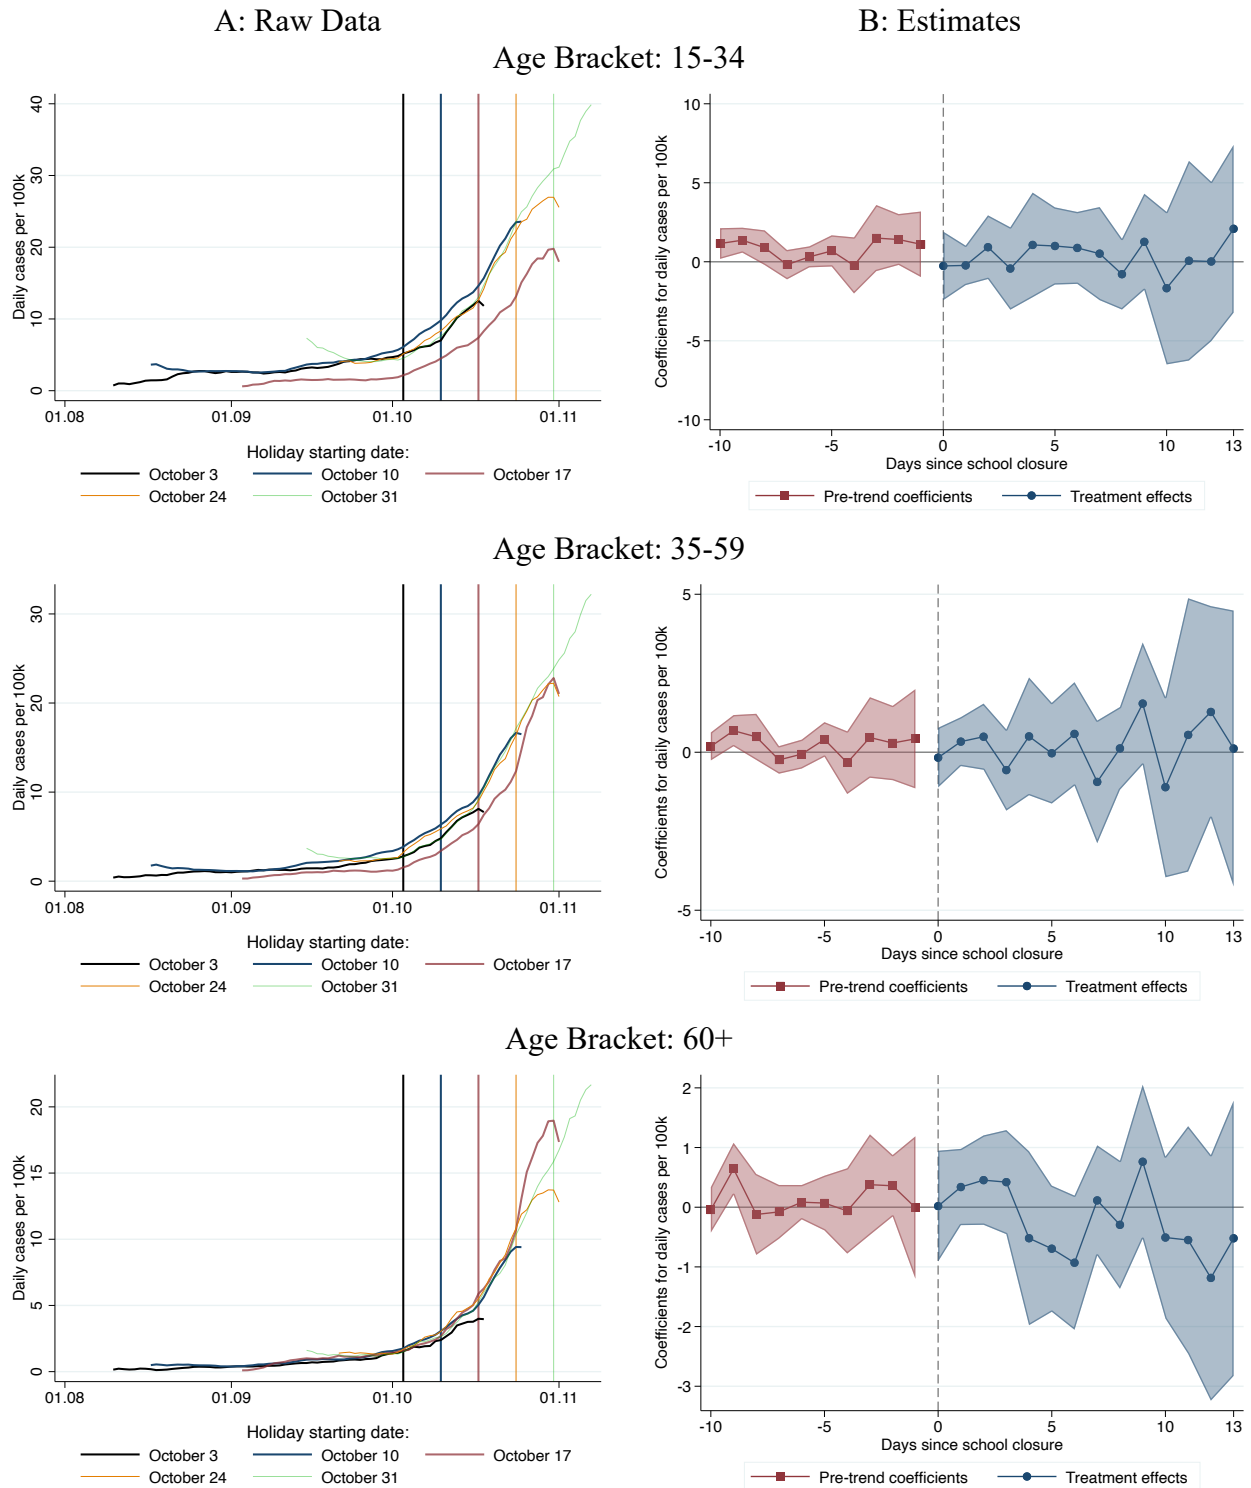 A: Raw Data
B: Estimates
Age Bracket: 15-34
Daily cases per 100k
40
30
20
10
0
01.08
01.09
01.10
01.11
Holiday starting date:
October 3
October 10
October 17
October 24
October 31
Coefficients for daily cases per 100k
10
5
0
-5
-10
-10
-5
0
5
10
13
Days since school closure
Pre-trend coefficients
Treatment effects
Age Bracket: 35-59
Daily cases per 100k
30
20
10
0
01.08
01.09
01.10
01.11
Holiday starting date:
October 3
October 10
October 17
October 24
October 31
Coefficients for daily cases per 100k
5
0
-5
-10
-5
0
5
10
13
Days since school closure
Pre-trend coefficients
Treatment effects
Age Bracket: 60+
Daily cases per 100k
20
15
10
5
0
01.08
01.09
01.10
01.11
Holiday starting date:
October 3
October 10
October 17
October 24
October 31
Coefficients for daily cases per 100k
2
1
0
-1
-2
-3
-10
-5
0
5
10
13
Days since school closure
Pre-trend coefficients
Treatment effects